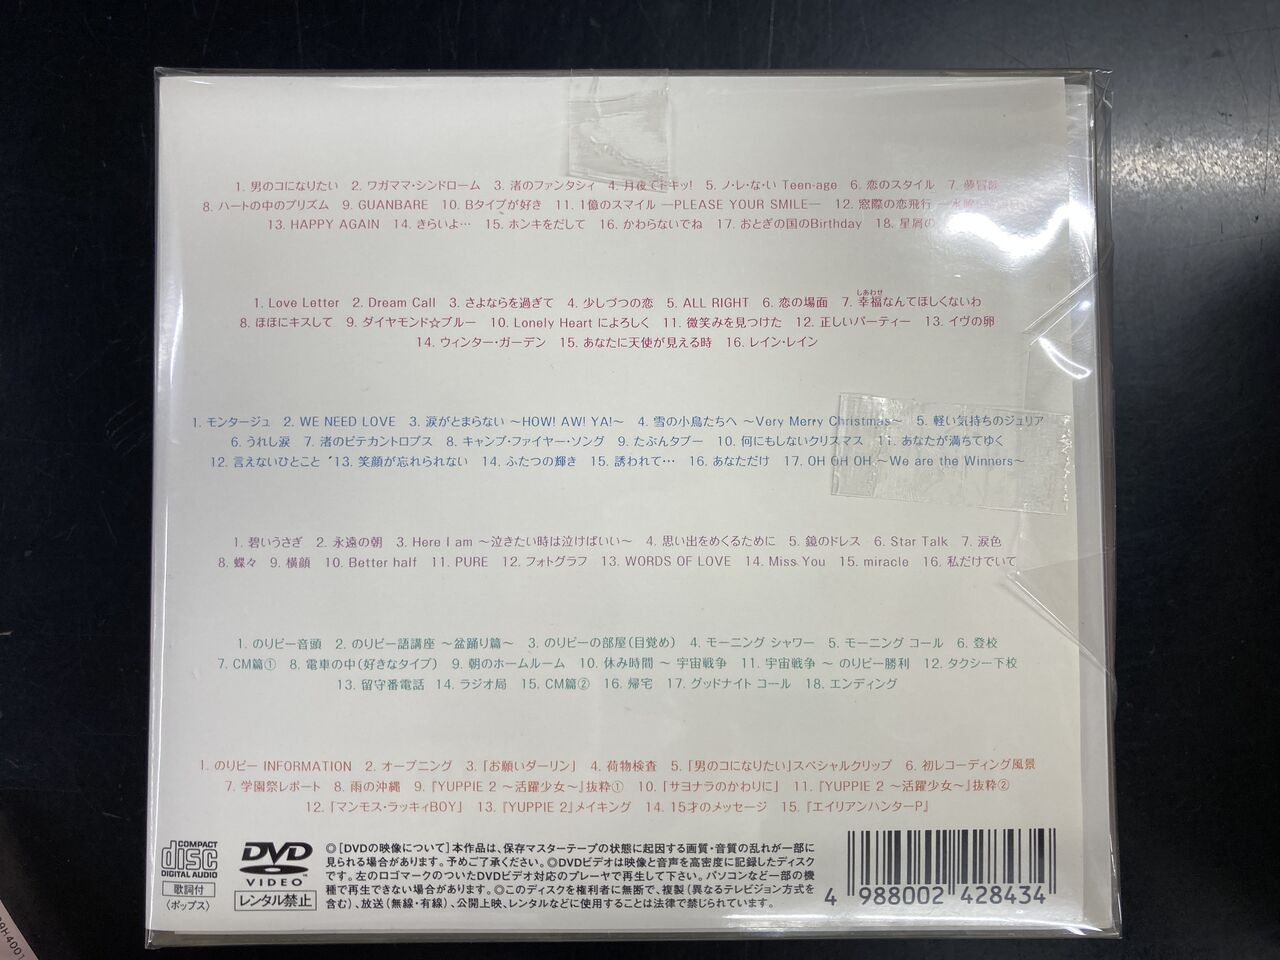 1. 男のコになりたい 2. ワガママ・シンドローム 3. 渚のファンタシィ 4. 月夜にドキッ! 5. ノ・レ・な・い Teen-age 6. 恋のスタイル 7. 夢冒険
8. ハートの中のプリズム 9. GUANBARE 10. Bタイプが好き 11. 1億のスマイル ―PLEASE YOUR SMILE― 12. 窓際の恋飛行
13. HAPPY AGAIN 14. きらいよ… 15. ホンキをだして 16. かわらないでね 17. おとぎの国のBirthday 18. 星屑の
1. Love Letter 2. Dream Call 3. さよならを過ぎて 4. 少しづつの恋 5. ALL RIGHT 6. 恋の場面 7. 幸福(しあわせ)なんてほしくないわ
8. ほほにキスして 9. ダイヤモンド☆ブルー 10. Lonely Heart によろしく 11. 微笑みを見つけた 12. 正しいパーティー 13. イヴの卵
14. ウィンター・ガーデン 15. あなたに天使が見える時 16. レイン・レイン
1. モンタージュ 2. WE NEED LOVE 3. 涙がとまらない ～HOW! AW! YA!～ 4. 雪の小鳥たちへ ～Very Merry Christmas～ 5. 軽い気持ちのジュリア
6. うれし涙 7. 渚のピテカントロプス 8. キャンプ・ファイヤー・ソング 9. たぶんタブー 10. 何にもしないクリスマス 11. あなたが満ちてゆく
12. 言えないひとこと 13. 笑顔が忘れられない 14. ふたつの輝き 15. 誘われて… 16. あなただけ 17. OH OH OH ～We are the Winners～
1. 碧いうさぎ 2. 永遠の朝 3. Here I am ～泣きたい時は泣けばいい～ 4. 思い出をめくるために 5. 鏡のドレス 6. Star Talk 7. 涙色
8. 蝶々 9. 横顔 10. Better half 11. PURE 12. フォトグラフ 13. WORDS OF LOVE 14. Miss You 15. miracle 16. 私だけでいて
1. のりピー音頭 2. のりピー語講座 ～盆踊り篇～ 3. のりピーの部屋(目覚め) 4. モーニング シャワー 5. モーニング コール 6. 登校
7. CM篇① 8. 電車の中(好きなタイプ) 9. 朝のホームルーム 10. 休み時間 ～ 宇宙戦争 11. 宇宙戦争 ～ のりピー勝利 12. タクシー下校
13. 留守番電話 14. ラジオ局 15. CM篇② 16. 帰宅 17. グッドナイト コール 18. エンディング
1. のりピー INFORMATION 2. オープニング 3. 「お願いダーリン」 4. 荷物検査 5. 「男のコになりたい」スペシャルクリップ 6. 初レコーディング風景
7. 学園祭レポート 8. 雨の沖縄 9. 『YUPPIE 2 ～活躍少女～』抜粋① 10. 「サヨナラのかわりに」 11. 『YUPPIE 2 ～活躍少女～』抜粋②
12. 「マンモス・ラッキィBOY」 13. 『YUPPIE 2』メイキング 14. 15才のメッセージ 15. 『エイリアンハンターP』
COMPACT
disc
DIGITAL AUDIO
歌詞付
〈ポップス〉
DVD
VIDEO
レンタル禁止
◎[DVDの映像について]本作品は、保存マスターテープの状態に起因する画質・音質の乱れが一部に
見られる場合があります。予めご了承ください。◎DVDビデオは映像と音声を高密度に記録したディスク
です。左のロゴマークのついたDVDビデオ対応のプレーヤで再生して下さい。パソコンなど一部の機
種で再生できない場合があります。◎このディスクを権利者に無断で、複製(異なるテレビジョン方式を
含む)、放送(無線・有線)、公開上映、レンタルなどに使用することは法律で禁じられています。
4 988002 428434